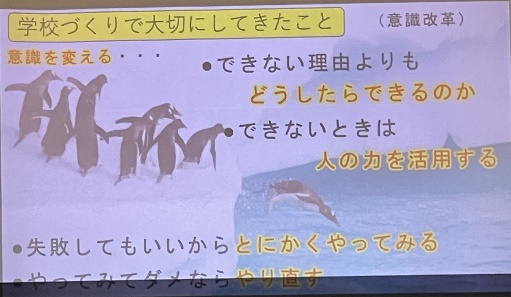 学校づくりで大切にしてきたこと
（意識改革）
意識を変える・・・
●できない理由よりも
どうしたらできるのか
●できないときは
人の力を活用する
●失敗してもいいからとにかくやってみる
●やってみてダメならやり直す